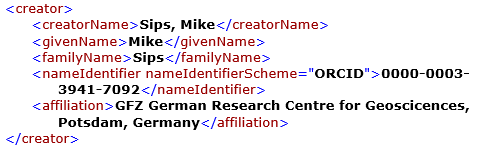 <creator>
<creatorName>Sips, Mike</creatorName>
<givenName>Mike</givenName>
<familyName>Sips</familyName>
<nameIdentifier nameIdentifierScheme="ORCID">0000-0003-
3941-7092</nameIdentifier>
<affiliation>GFZ German Research Centre for Geoscicences,
Potsdam, Germany</affiliation>
</creator>